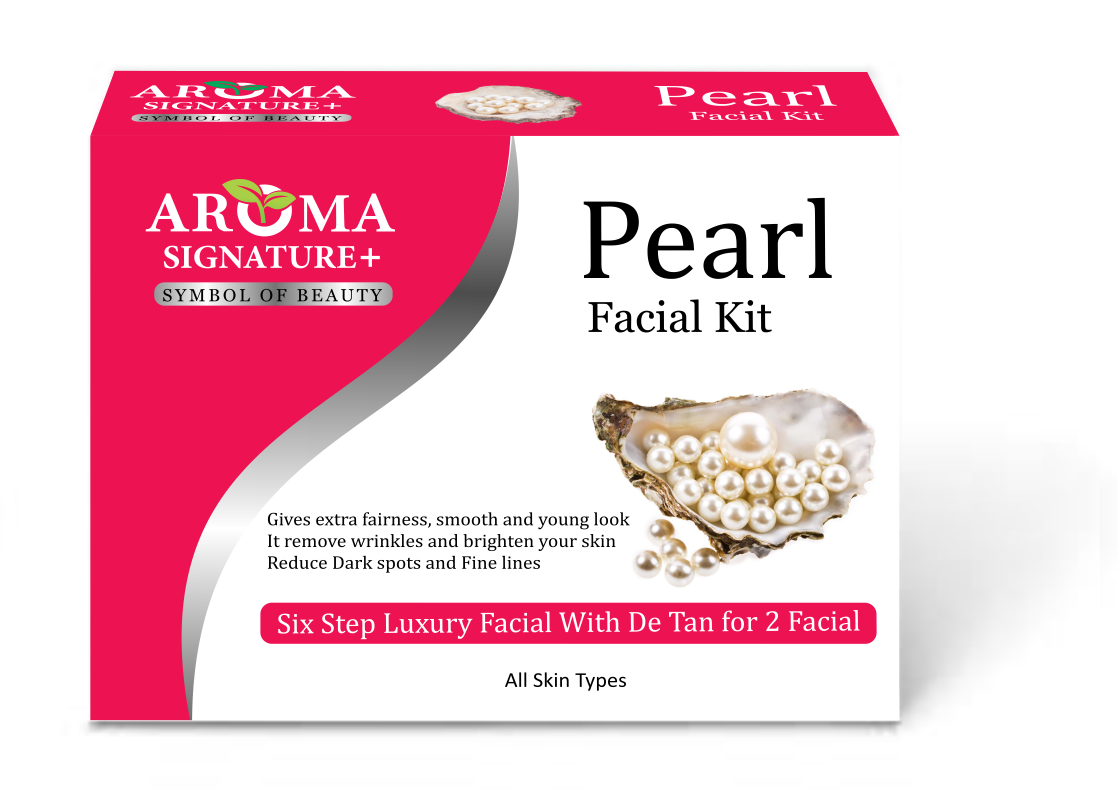 AROMA
SIGNATURE+
SYMBOL OF BEAUTY
Pearl
Facial Kit
AROMA
SIGNATURE+
SYMBOL OF BEAUTY
Pearl
Facial Kit
Gives extra fairness, smooth and young look
It remove wrinkles and brighten your skin
Reduce Dark spots and Fine lines
Six Step Luxury Facial With De Tan for 2 Facial
All Skin Types